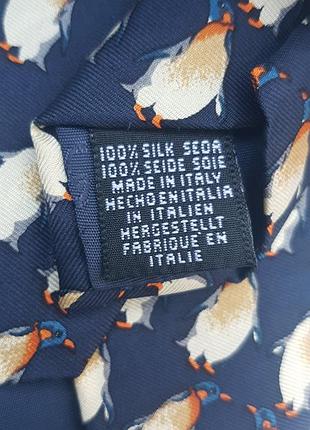 100% SILK SEDA
100% SEIDE SOIE
MADE IN ITALY
HECHO EN ITALIA
IN ITALIEN
HERGESTELLT
FABRIQUE EN
ITALIE